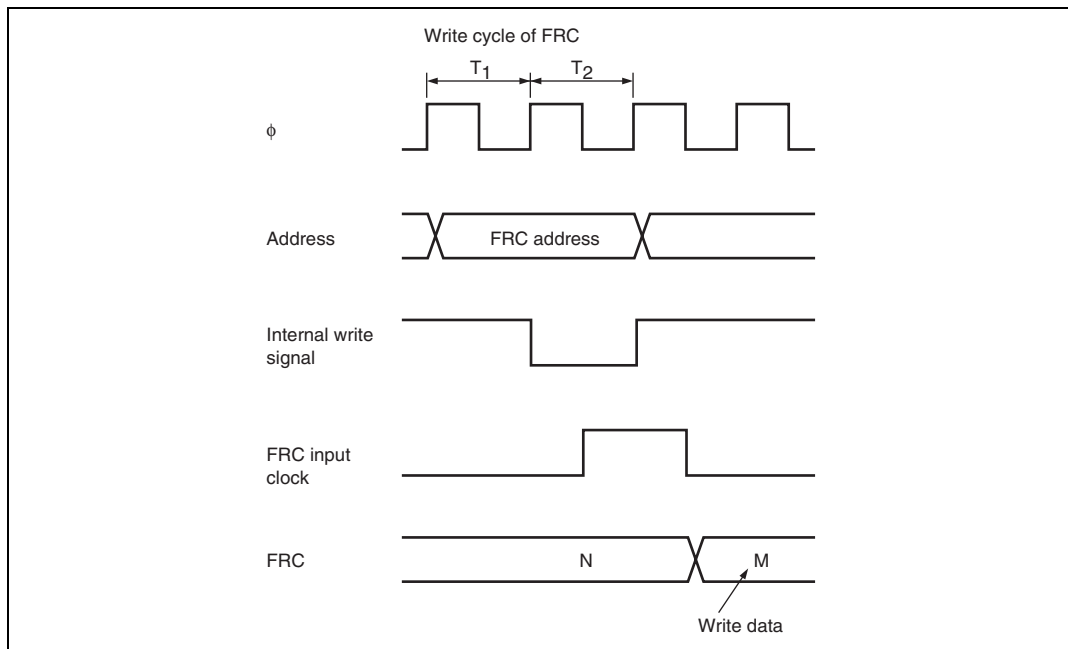 Write cycle of FRC
T1 T2
ϕ
Address
FRC address
Internal write
signal
FRC input
clock
FRC
N
M
Write data